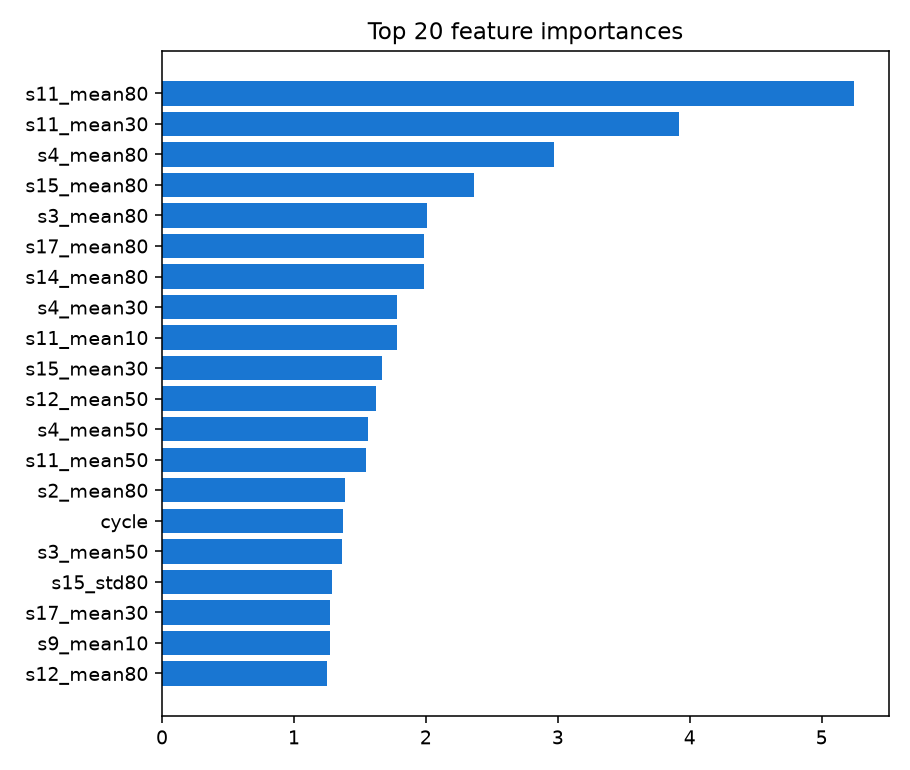 Top 20 feature importances
s11_mean80
s11_mean30
s4_mean80
s15_mean80
s3_mean80
s17_mean80
s14_mean80
s4_mean30
s11_mean10
s15_mean30
s12_mean50
s4_mean50
s11_mean50
s2_mean80
cycle
s3_mean50
s15_std80
s17_mean30
s9_mean10
s12_mean80
0 1 2 3 4 5